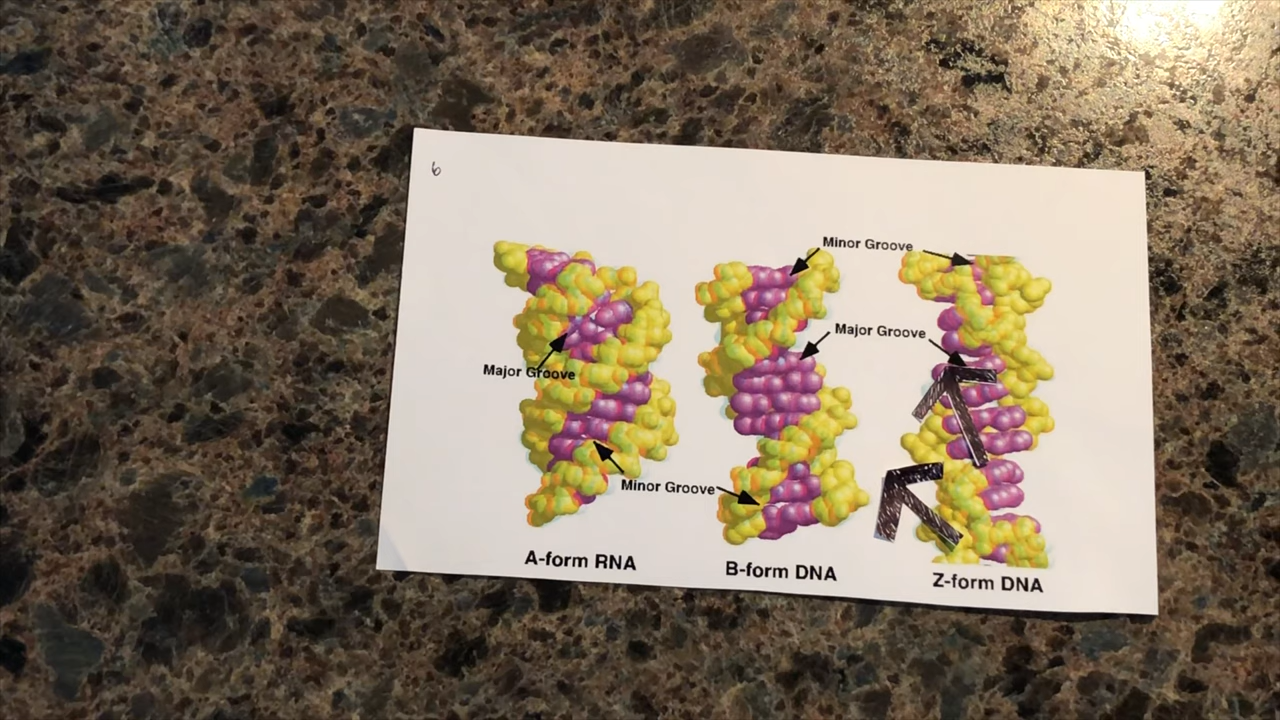 6
Minor Groove
Major Groove
Major Groove
Minor Groove
A-form RNA
B-form DNA
Z-form DNA